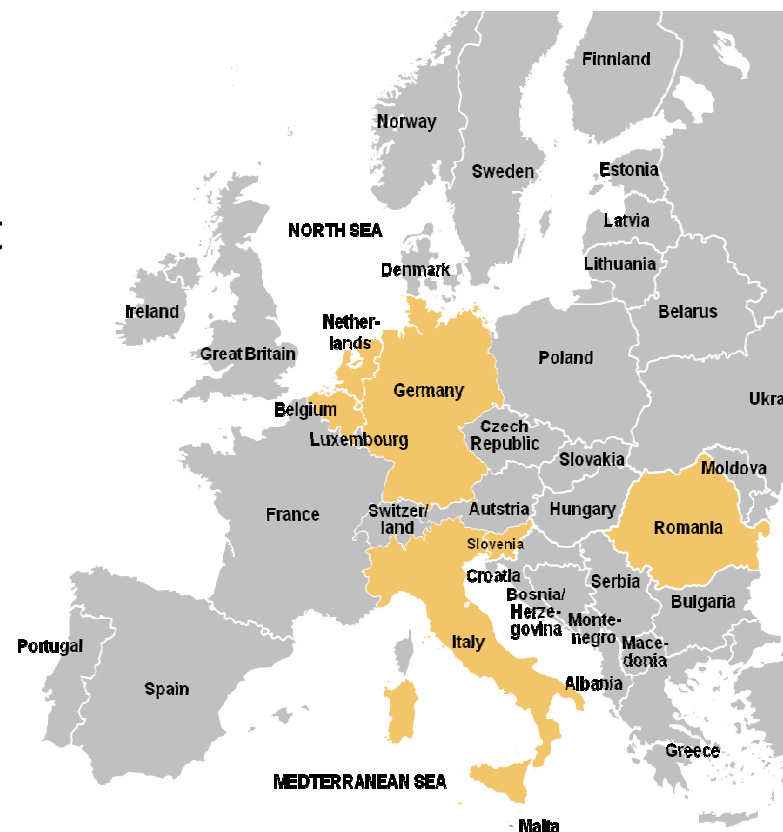 Finnland
Norway
Sweden
Estonia
Latvia
NORTH SEA
Lithuania
Denmark
Ireland
Belarus
Nether-
lands
Great Britain
Poland
Germany
Ukra
Belgium
Czech
Republic
Luxembourg
Slovakia
Moldova
Switzer/
land
Autstria
Hungary
France
Romania
Slovenia
Croatia
Serbia
Bosnia/
Herze-
govina
Bulgaria
Monte-
negro
Italy
Portugal
Mace-
donia
Spain
Albania
Greece
MEDTERRANEAN SEA
Malta